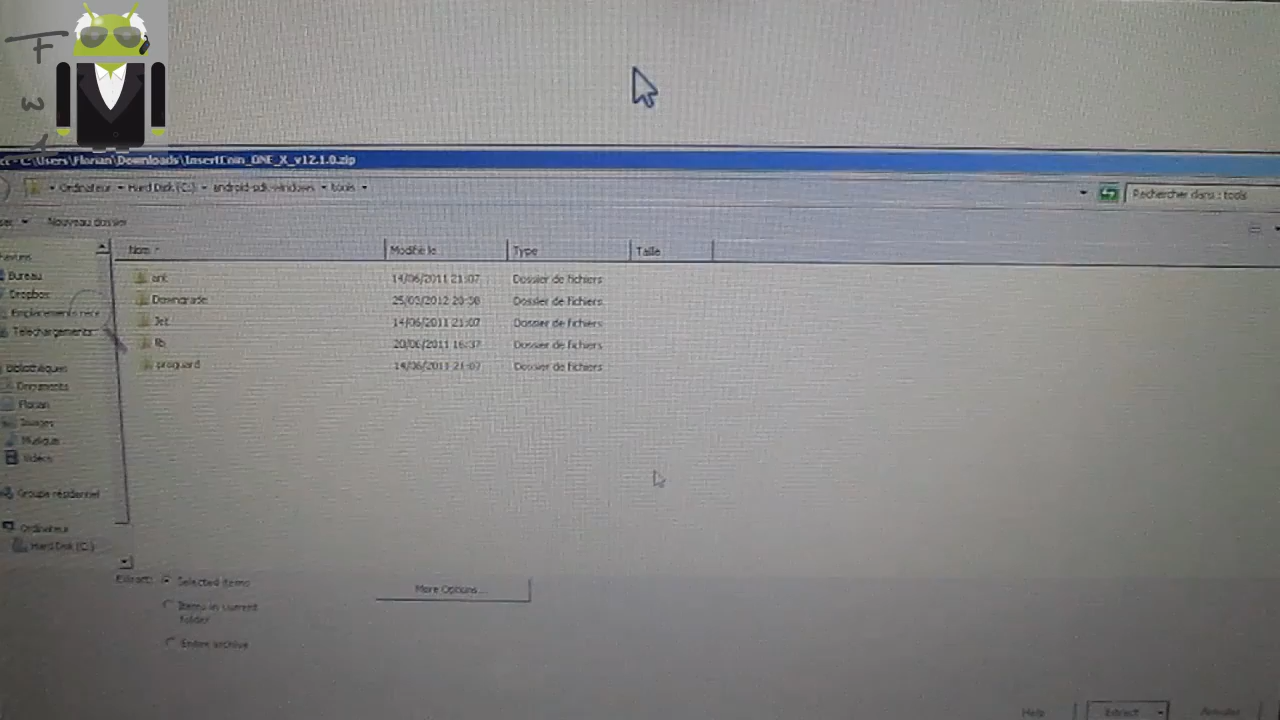 F
W
C:\Users\Florian\Downloads\InsertCoin_ONE_X_v12.1.0.zip
Ordinateur Hard Disk (C:) android-sdk-windows tools
Rechercher dans : tools
Nouveau dossier
Nom Modifié le Type Taille
ant 14/06/2011 21:07 Dossier de fichiers
Downgrade 25/03/2012 20:38 Dossier de fichiers
Jet 14/06/2011 21:07 Dossier de fichiers
lib 20/06/2011 16:37 Dossier de fichiers
proguard 14/06/2011 21:07 Dossier de fichiers
Bureau
Dropbox
Emplacements réce
Téléchargements
Bibliothèques
Documents
Florian
Images
Musique
Vidéos
Groupe résidentiel
Ordinateur
Hard Disk (C:)
Extract: Selected items
More Options...
Items in current
folder
Entire archive
Help Extract Annuler